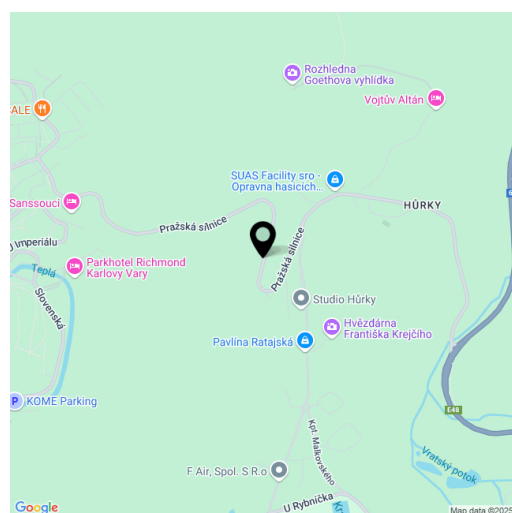 Rozhledna
Goethova vyhlídka
Vojtův Altán
CALE
SUAS Facility sro -
Opravna hasicích..
Sanssouci
HŮRKY
Pražská silnice
U Imperiálu
Parkhotel Richmond
Karlovy Vary
Teplá
Slovenská
Pražská silnice
Studio Hůrky
Hvězdárna
Františka Krejčího
Pavlína Ratajská
P
KOME Parking
E48
Kpt. Malkovského
Vratský potok
F. Air, Spol. S R.o
U Rybníčka
Google
Map data ©2025